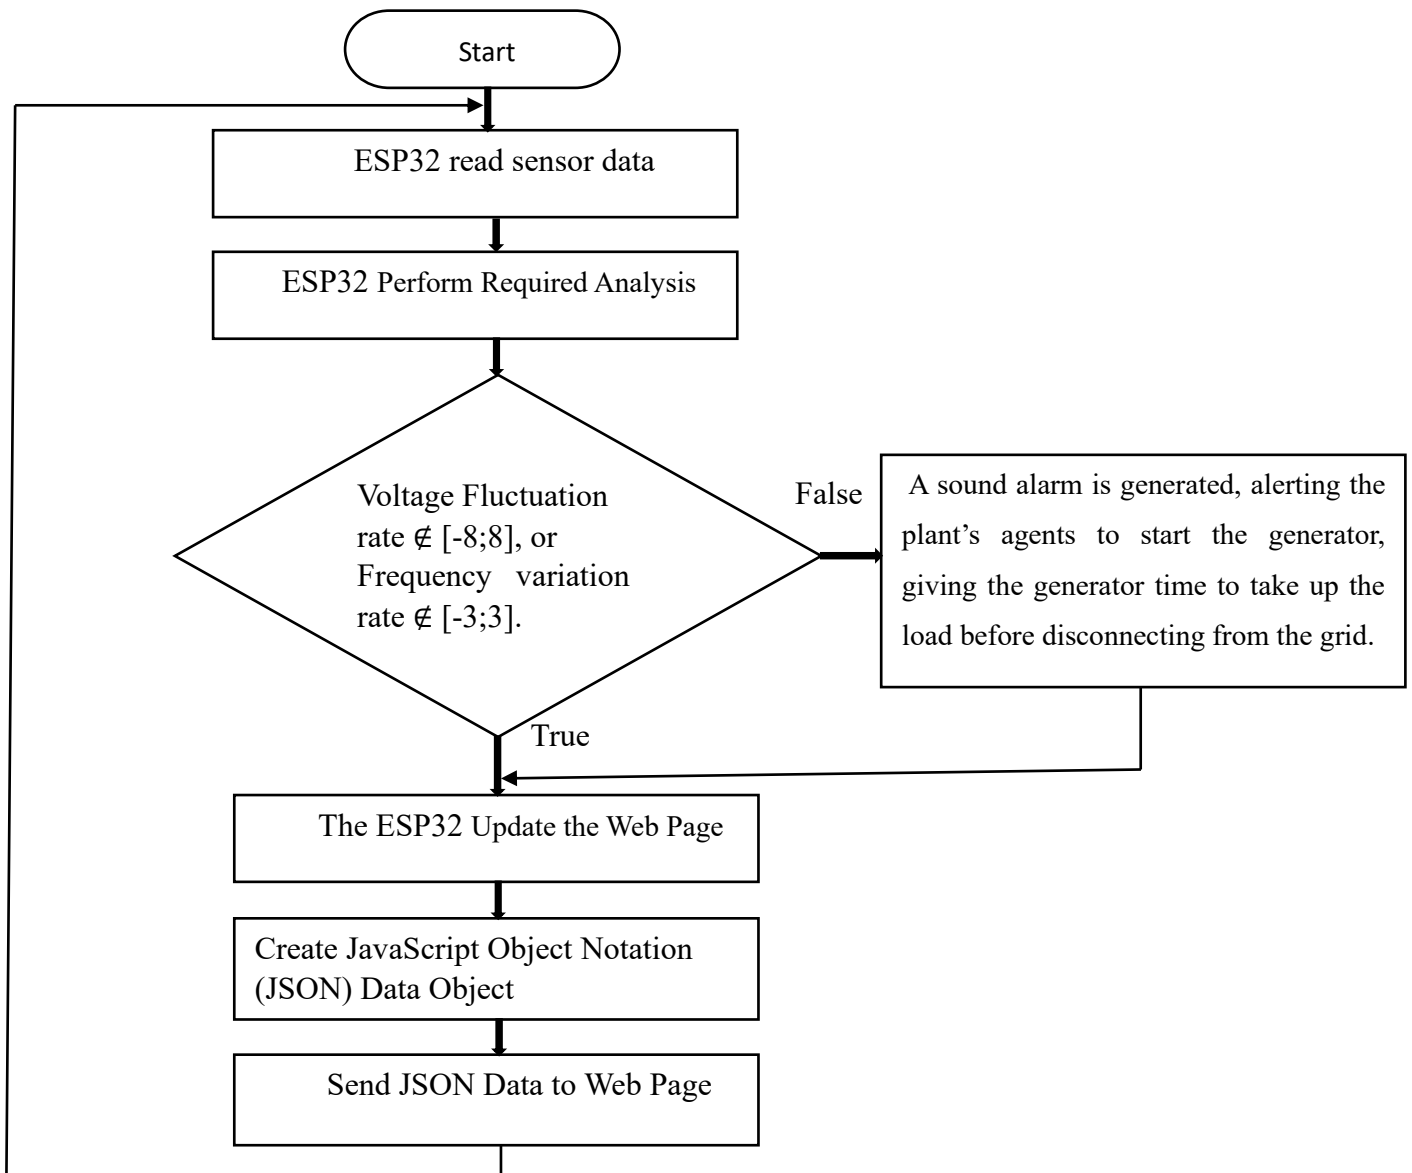 Start
ESP32 read sensor data
ESP32 Perform Required Analysis
Voltage Fluctuation
rate ∉ [-8;8], or
Frequency variation
rate ∉ [-3;3].
False
A sound alarm is generated, alerting the
plant’s agents to start the generator,
giving the generator time to take up the
load before disconnecting from the grid.
True
The ESP32 Update the Web Page
Create JavaScript Object Notation
(JSON) Data Object
Send JSON Data to Web Page